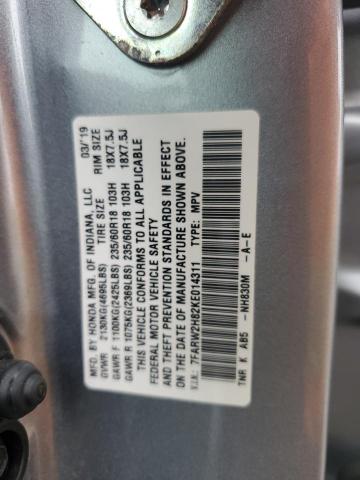 MFD. BY HONDA MFG. OF INDIANA, LLC 03/'19
TIRE SIZE RIM SIZE
GVWR 2130KG(4695LBS)
GAWR F 1100KG(2425LBS) 235/60R18 103H 18X7.5J
GAWR R 1075KG(2369LBS) 235/60R18 103H 18X7.5J
THIS VEHICLE CONFORMS TO ALL APPLICABLE
FEDERAL MOTOR VEHICLE SAFETY
AND THEFT PREVENTION STANDARDS IN EFFECT
ON THE DATE OF MANUFACTURE SHOWN ABOVE.
V.I.N.: 7FARW2H82KE014311 TYPE: MPV
TNR K AB5 -NH830M -A-E